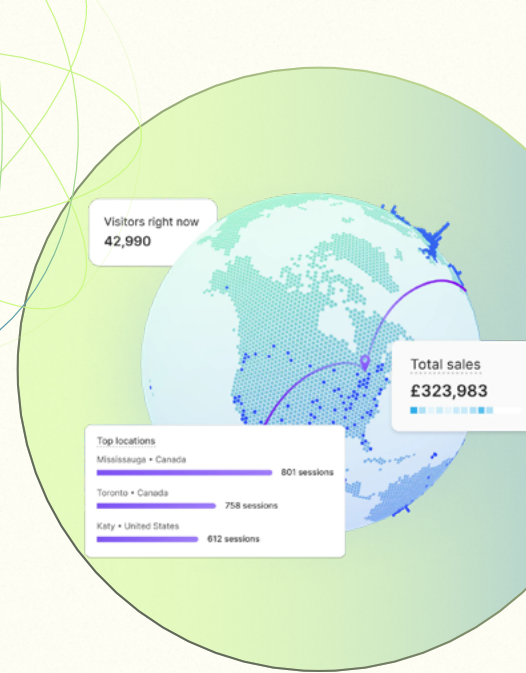 Visitors right now
42,990
Total sales
£323,983
Top locations
Mississauga • Canada
801 sessions
Toronto • Canada
758 sessions
Katy • United States
612 sessions